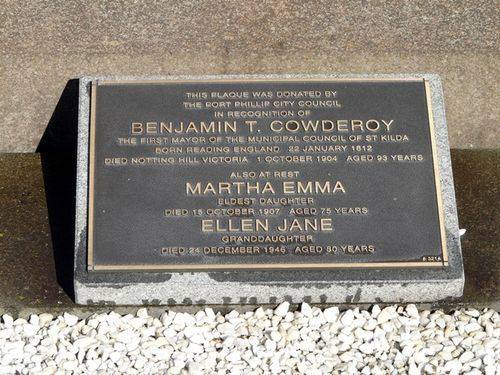 THIS PLAQUE WAS DONATED BY
THE PORT PHILLIP CITY COUNCIL
IN RECOGNITION OF
BENJAMIN T. COWDEROY
THE FIRST MAYOR OF THE MUNICIPAL COUNCIL OF ST KILDA
BORN READING ENGLAND 22 JANUARY 1812
DIED NOTTING HILL VICTORIA 1 OCTOBER 1904 AGED 93 YEARS
ALSO AT REST
MARTHA EMMA
ELDEST DAUGHTER
DIED 15 OCTOBER 1907 AGED 75 YEARS
ELLEN JANE
GRANDDAUGHTER
DIED 24 DECEMBER 1946 AGED 80 YEARS